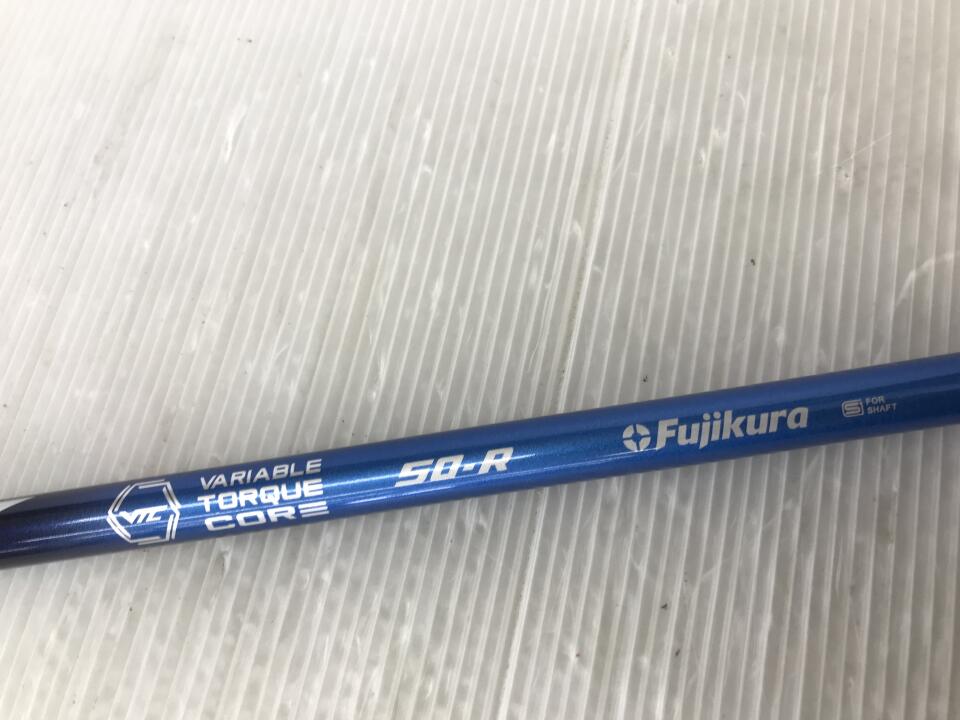 VTC
VARIABLE
TORQUE
CORE
50-R
Fujikura
S FOR
SHAFT